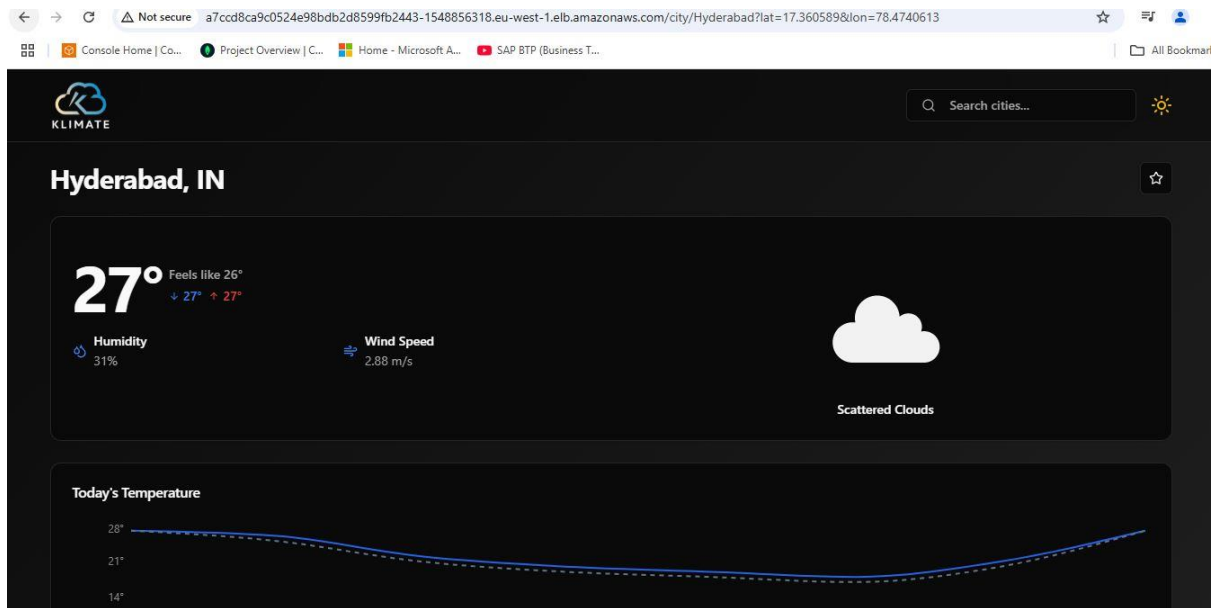 Not secure a7ccd8ca9c0524e98bdb2d8599fb2443-1548856318.eu-west-1.elb.amazonaws.com/city/Hyderabad?lat=17.360589&lon=78.4740613
Console Home | Co... Project Overview | C... Home - Microsoft A... SAP BTP (Business T... All Bookmar
KLIMATE
Search cities...
Hyderabad, IN
27° Feels like 26°
↓ 27° ↑ 27°
Humidity Wind Speed
31% 2.88 m/s
Scattered Clouds
Today's Temperature
28°
21°
14°